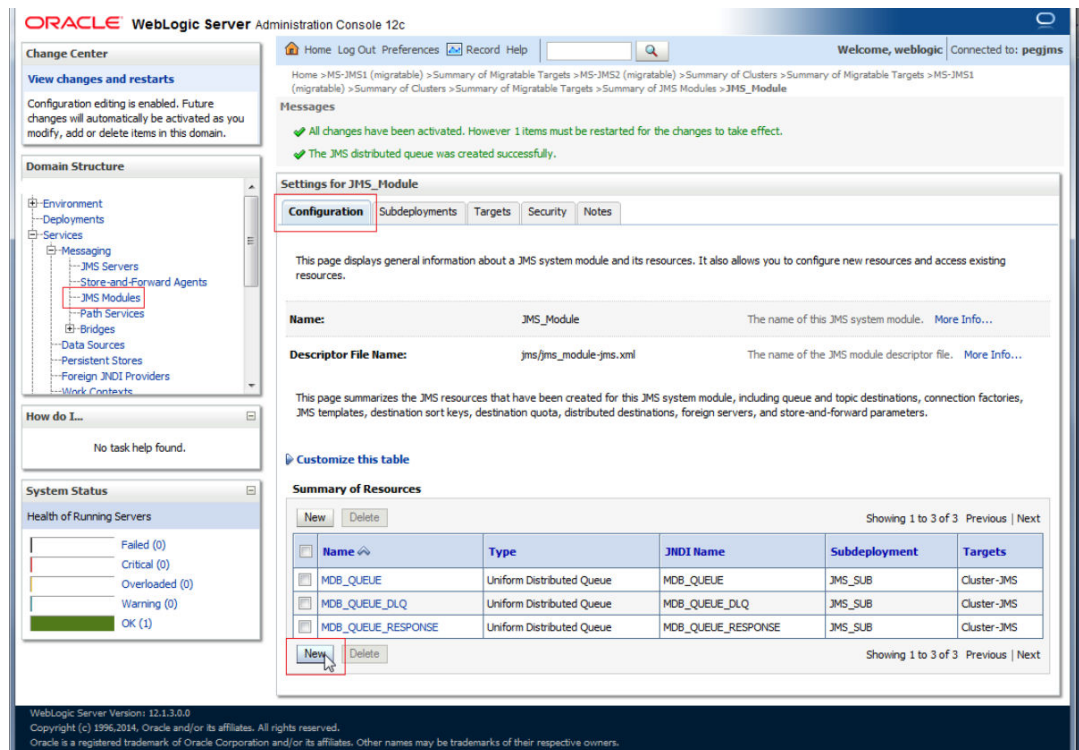 ORACLE WebLogic Server Administration Console 12c
Change Center
View changes and restarts
Configuration editing is enabled. Future
changes will automatically be activated as you
modify, add or delete items in this domain.
Domain Structure
Environment
Deployments
Services
Messaging
JMS Servers
Store-and-Forward Agents
JMS Modules
Path Services
Bridges
Data Sources
Persistent Stores
Foreign JNDI Providers
Work Contexts
How do I...
No task help found.
System Status
Health of Running Servers
Failed (0)
Critical (0)
Overloaded (0)
Warning (0)
OK (1)
Home Log Out Preferences Record Help
Welcome, weblogic Connected to: pegjms
Home >MS-JMS1 (migratable) >Summary of Migratable Targets >MS-JMS2 (migratable) >Summary of Clusters >Summary of Migratable Targets >MS-JMS1
(migratable) >Summary of Clusters >Summary of Migratable Targets >Summary of JMS Modules >JMS_Module
Messages
All changes have been activated. However 1 items must be restarted for the changes to take effect.
The JMS distributed queue was created successfully.
Settings for JMS_Module
Configuration Subdeployments Targets Security Notes
This page displays general information about a JMS system module and its resources. It also allows you to configure new resources and access existing
resources.
Name: JMS_Module The name of this JMS system module. More Info...
Descriptor File Name: jms/jms_module-jms.xml The name of the JMS module descriptor file. More Info...
This page summarizes the JMS resources that have been created for this JMS system module, including queue and topic destinations, connection factories,
JMS templates, destination sort keys, destination quota, distributed destinations, foreign servers, and store-and-forward parameters.
Customize this table
Summary of Resources
New Delete Showing 1 to 3 of 3 Previous | Next
Name Type JNDI Name Subdeployment Targets
MDB_QUEUE Uniform Distributed Queue MDB_QUEUE JMS_SUB Cluster-JMS
MDB_QUEUE_DLQ Uniform Distributed Queue MDB_QUEUE_DLQ JMS_SUB Cluster-JMS
MDB_QUEUE_RESPONSE Uniform Distributed Queue MDB_QUEUE_RESPONSE JMS_SUB Cluster-JMS
New Delete Showing 1 to 3 of 3 Previous | Next
WebLogic Server Version: 12.1.3.0.0
Copyright (c) 1996,2014, Oracle and/or its affiliates. All rights reserved.
Oracle is a registered trademark of Oracle Corporation and/or its affiliates. Other names may be trademarks of their respective owners.